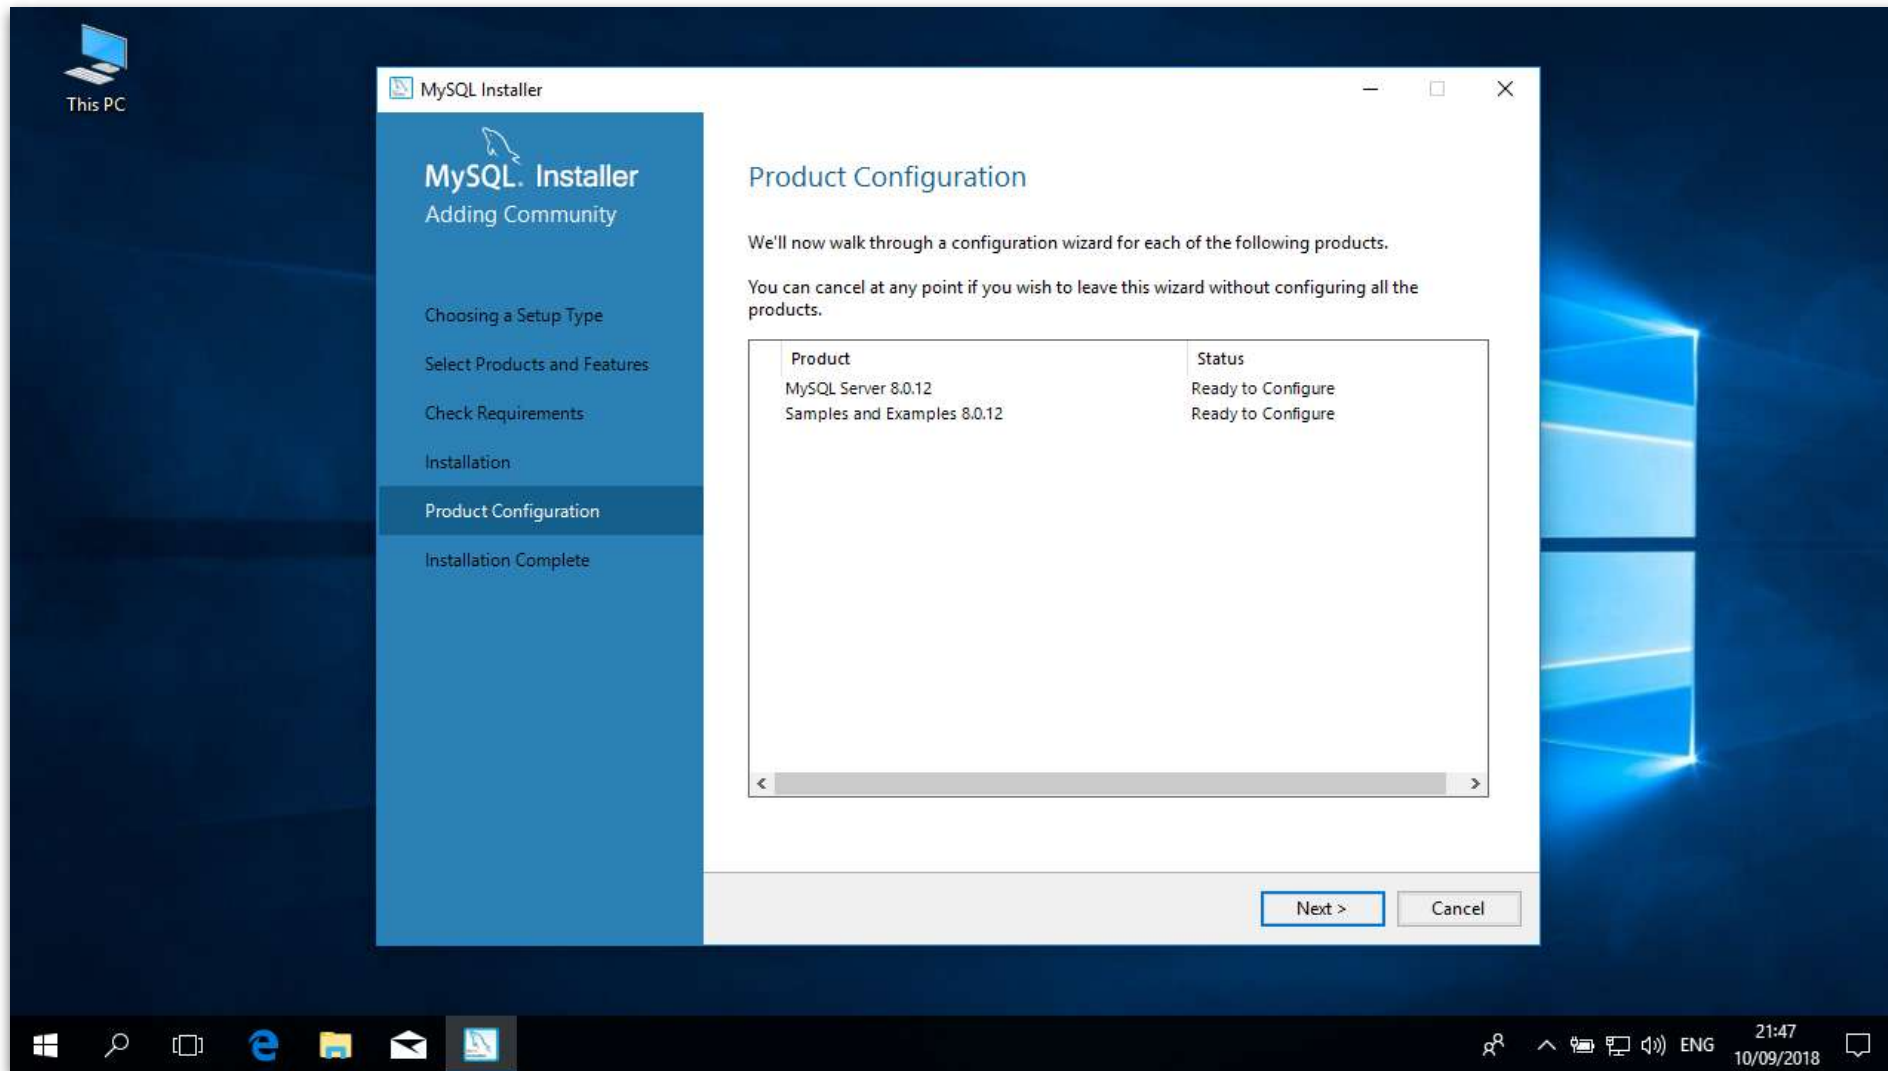 This PC
MySQL Installer
MySQL. Installer
Adding Community
Choosing a Setup Type
Select Products and Features
Check Requirements
Installation
Product Configuration
Installation Complete
Product Configuration
We'll now walk through a configuration wizard for each of the following products.
You can cancel at any point if you wish to leave this wizard without configuring all the
products.
Product Status
MySQL Server 8.0.12 Ready to Configure
Samples and Examples 8.0.12 Ready to Configure
Next > Cancel
ENG
21:47
10/09/2018